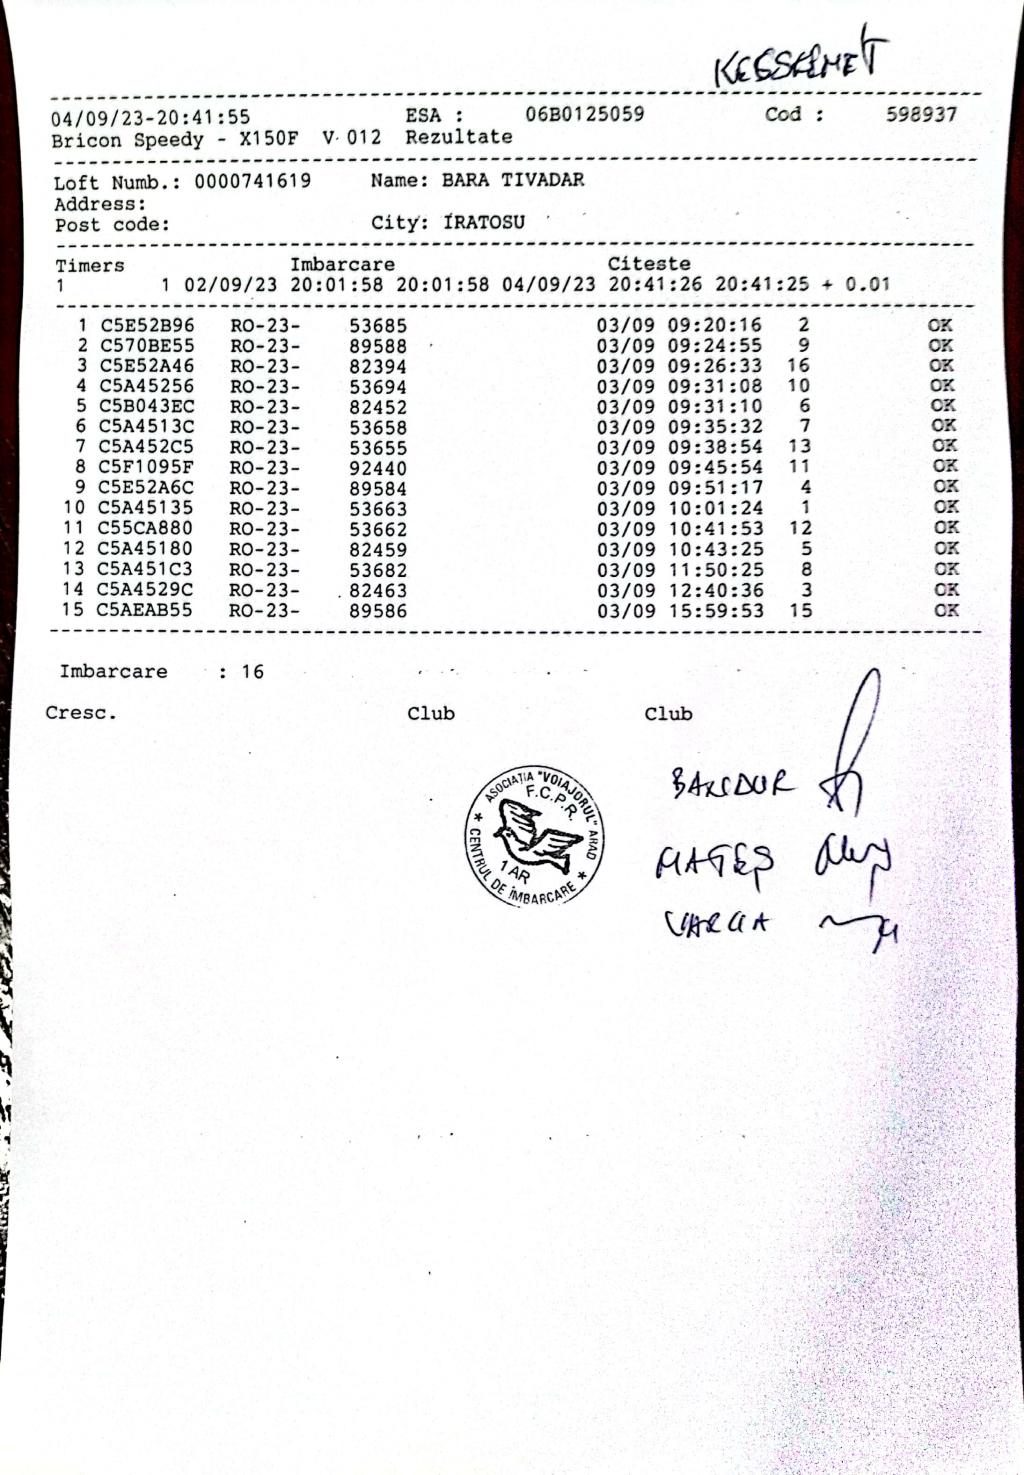 KESSELMET
04/09/23-20:41:55 ESA : 06B0125059 Cod : 598937
Bricon Speedy - X150F V.012 Rezultate
Loft Numb.: 0000741619 Name: BARA TIVADAR
Address:
Post code: City: IRATOSU
Timers Imbarcare Citeste
1 1 02/09/23 20:01:58 20:01:58 04/09/23 20:41:26 20:41:25 + 0.01
1 C5E52B96 RO-23- 53685 03/09 09:20:16 2 OK
2 C570BE55 RO-23- 89588 03/09 09:24:55 9 OK
3 C5E52A46 RO-23- 82394 03/09 09:26:33 16 OK
4 C5A45256 RO-23- 53694 03/09 09:31:08 10 OK
5 C5B043EC RO-23- 82452 03/09 09:31:10 6 OK
6 C5A4513C RO-23- 53658 03/09 09:35:32 7 OK
7 C5A452C5 RO-23- 53655 03/09 09:38:54 13 OK
8 C5F1095F RO-23- 92440 03/09 09:45:54 11 OK
9 C5E52A6C RO-23- 89584 03/09 09:51:17 4 OK
10 C5A45135 RO-23- 53663 03/09 10:01:24 1 OK
11 C55CA880 RO-23- 53662 03/09 10:41:53 12 OK
12 C5A45180 RO-23- 82459 03/09 10:43:25 5 OK
13 C5A451C3 RO-23- 53682 03/09 11:50:25 8 OK
14 C5A4529C RO-23- 82463 03/09 12:40:36 3 OK
15 C5AEAB55 RO-23- 89586 03/09 15:59:53 15 OK
Imbarcare : 16
Cresc. Club Club
ASOCIAȚIA "VOIAJORUL" ARAD
F.C.P.R.
1 AR
* CENTRUL DE ÎMBARCARE *
MATEȘ
VARGA